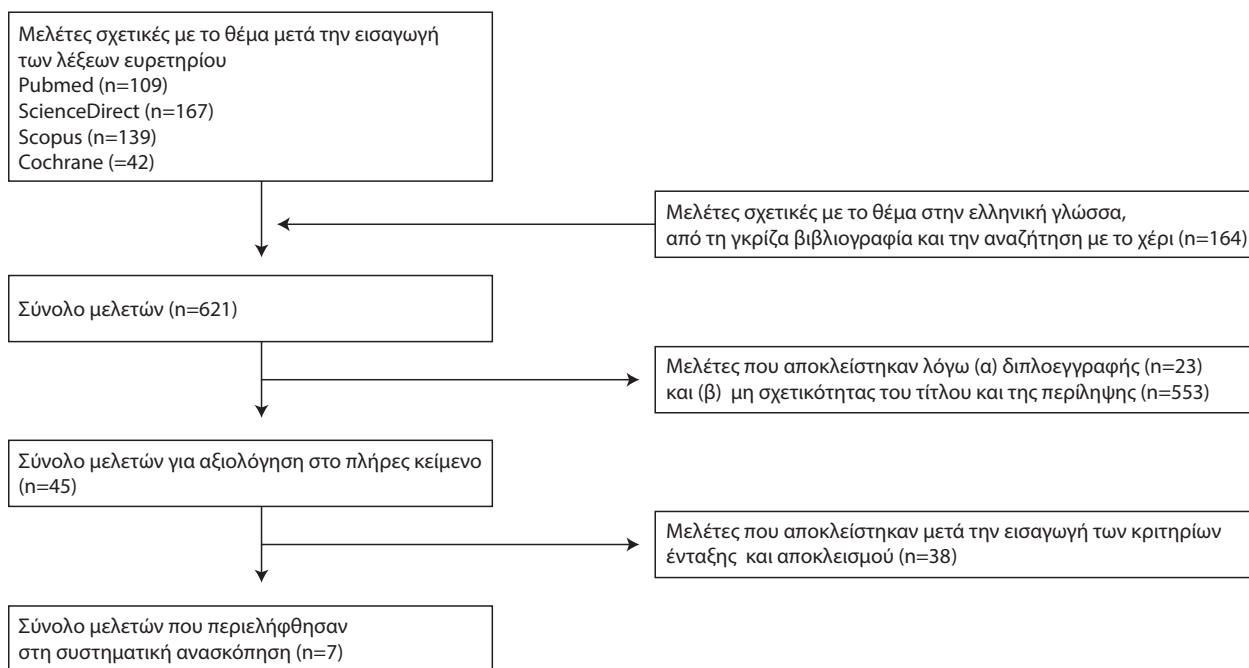 Μελέτες σχετικές με το θέμα μετά την εισαγωγή
των λέξεων ευρετηρίου
Pubmed (n=109)
ScienceDirect (n=167)
Scopus (n=139)
Cochrane (=42)
Μελέτες σχετικές με το θέμα στην ελληνική γλώσσα,
από τη γκρίζα βιβλιογραφία και την αναζήτηση με το χέρι (n=164)
Σύνολο μελετών (n=621)
Μελέτες που αποκλείστηκαν λόγω (α) διπλοεγγραφής (n=23)
και (β) μη σχετικότητας του τίτλου και της περίληψης (n=553)
Σύνολο μελετών για αξιολόγηση στο πλήρες κείμενο
(n=45)
Μελέτες που αποκλείστηκαν μετά την εισαγωγή των κριτηρίων
ένταξης και αποκλεισμού (n=38)
Σύνολο μελετών που περιελήφθησαν
στη συστηματική ανασκόπηση (n=7)